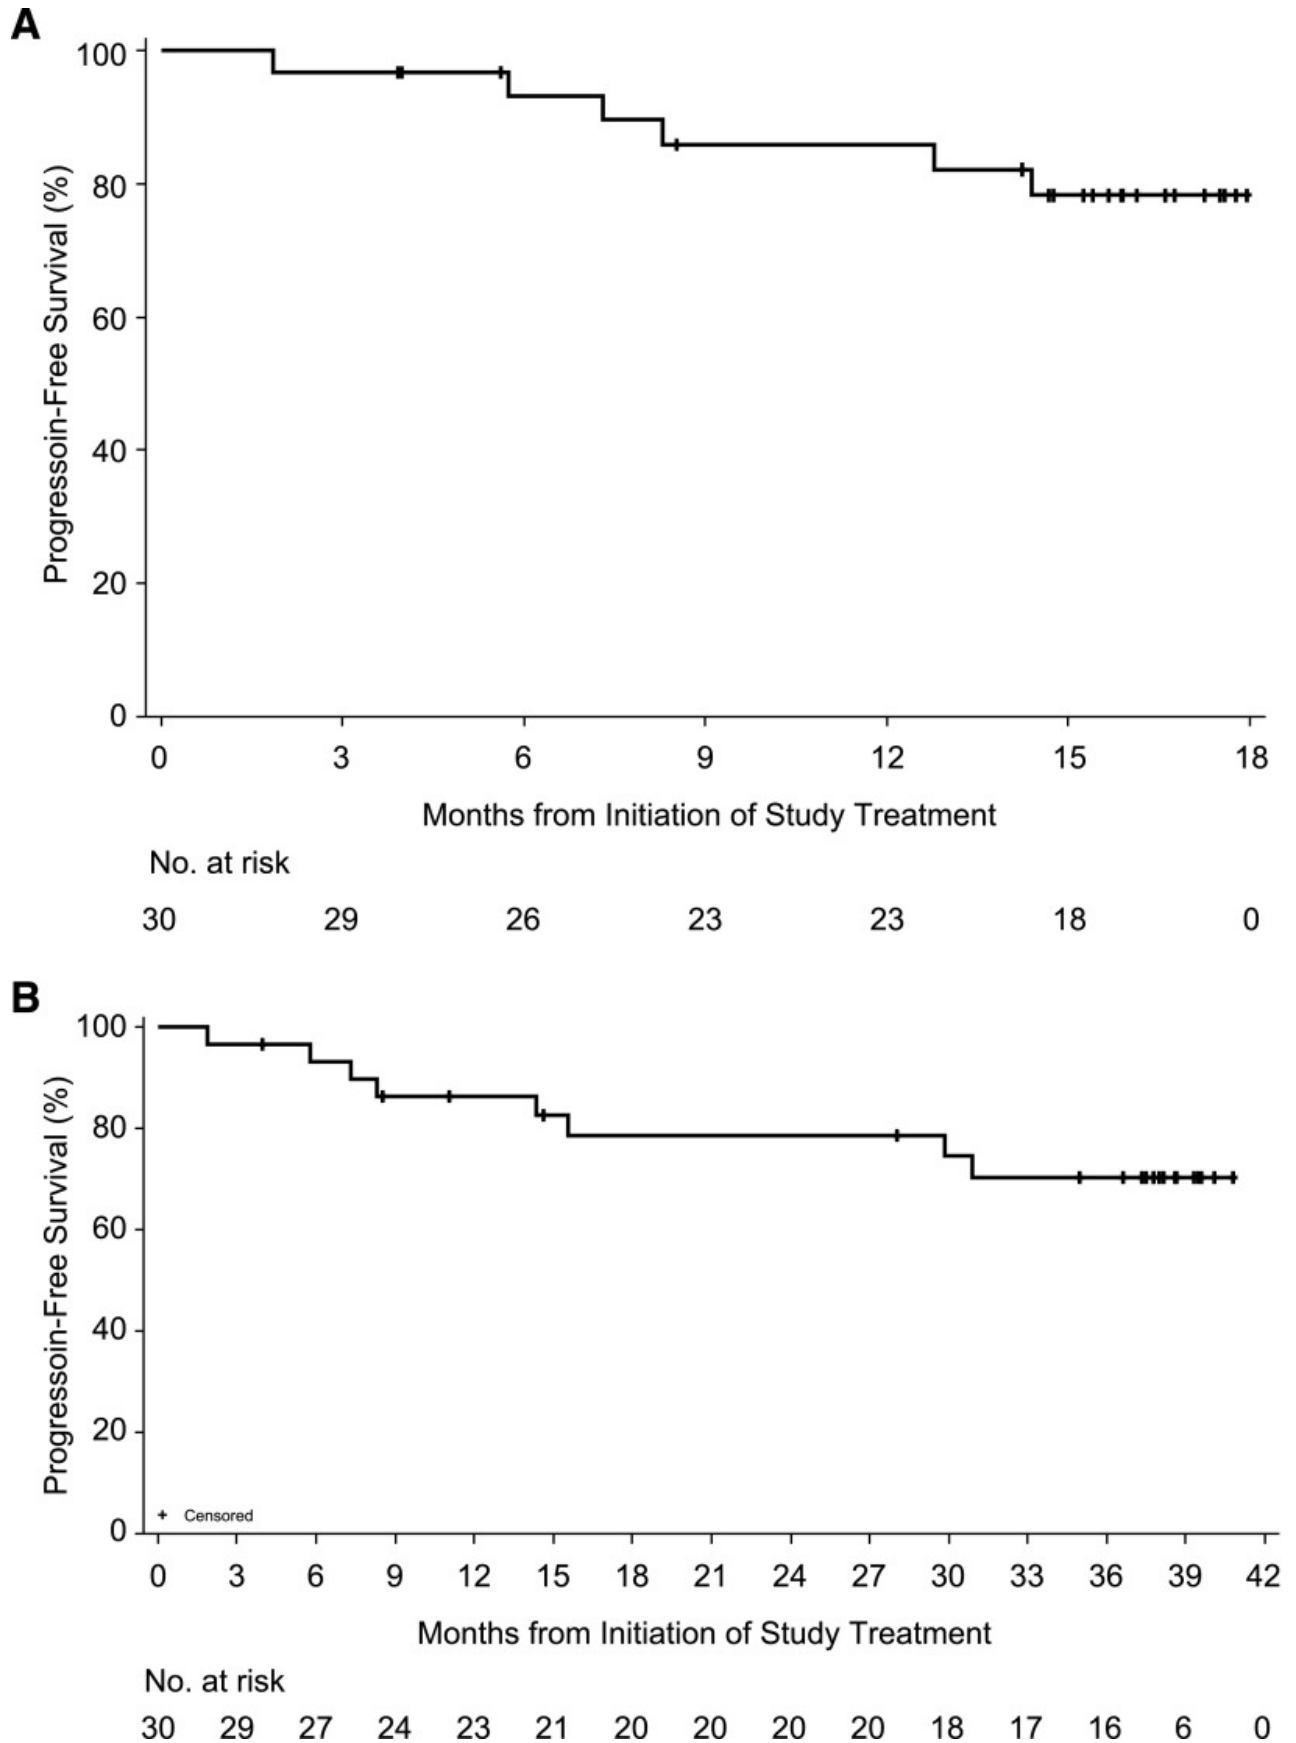 A
100
80
60
40
20
0
Progressoin-Free Survival (%)
0 3 6 9 12 15 18
Months from Initiation of Study Treatment
No. at risk
30 29 26 23 23 18 0
B
100
80
60
40
20
0
Progressoin-Free Survival (%)
+ Censored
0 3 6 9 12 15 18 21 24 27 30 33 36 39 42
Months from Initiation of Study Treatment
No. at risk
30 29 27 24 23 21 20 20 20 20 18 17 16 6 0